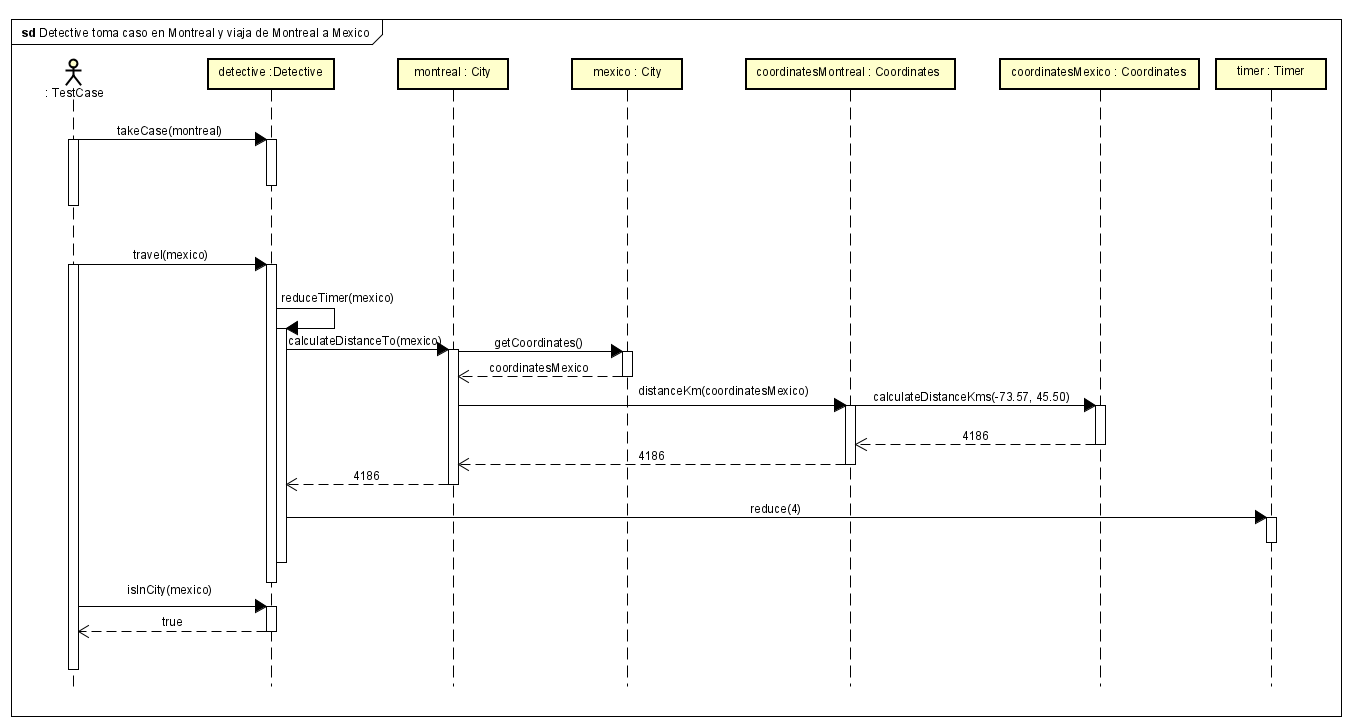 sd Detective toma caso en Montreal y viaja de Montreal a Mexico
: TestCase
detective :Detective
montreal : City
mexico : City
coordinatesMontreal : Coordinates
coordinatesMexico : Coordinates
timer : Timer
takeCase(montreal)
travel(mexico)
reduceTimer(mexico)
calculateDistanceTo(mexico)
getCoordinates()
coordinatesMexico
distanceKm(coordinatesMexico)
calculateDistanceKms(-73.57, 45.50)
4186
4186
4186
reduce(4)
isInCity(mexico)
true